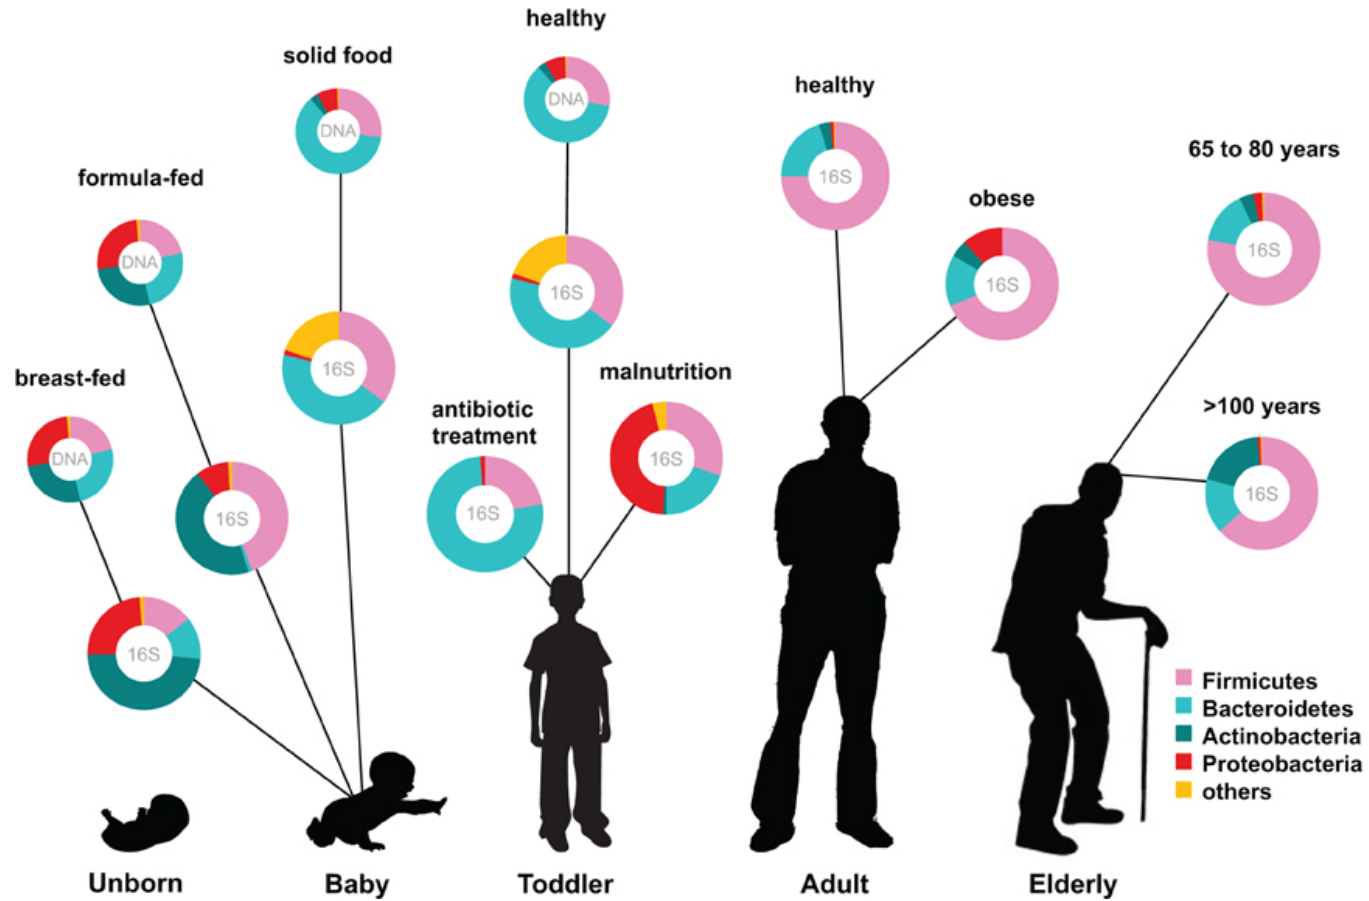 healthy
solid food
DNA
DNA
healthy
16S
formula-fed
DNA
65 to 80 years
16S
obese
16S
16S
breast-fed
DNA
16S
malnutrition
16S
antibiotic
treatment
16S
16S
>100 years
16S
16S
Firmicutes
Bacteroidetes
Actinobacteria
Proteobacteria
others
Unborn
Baby
Toddler
Adult
Elderly